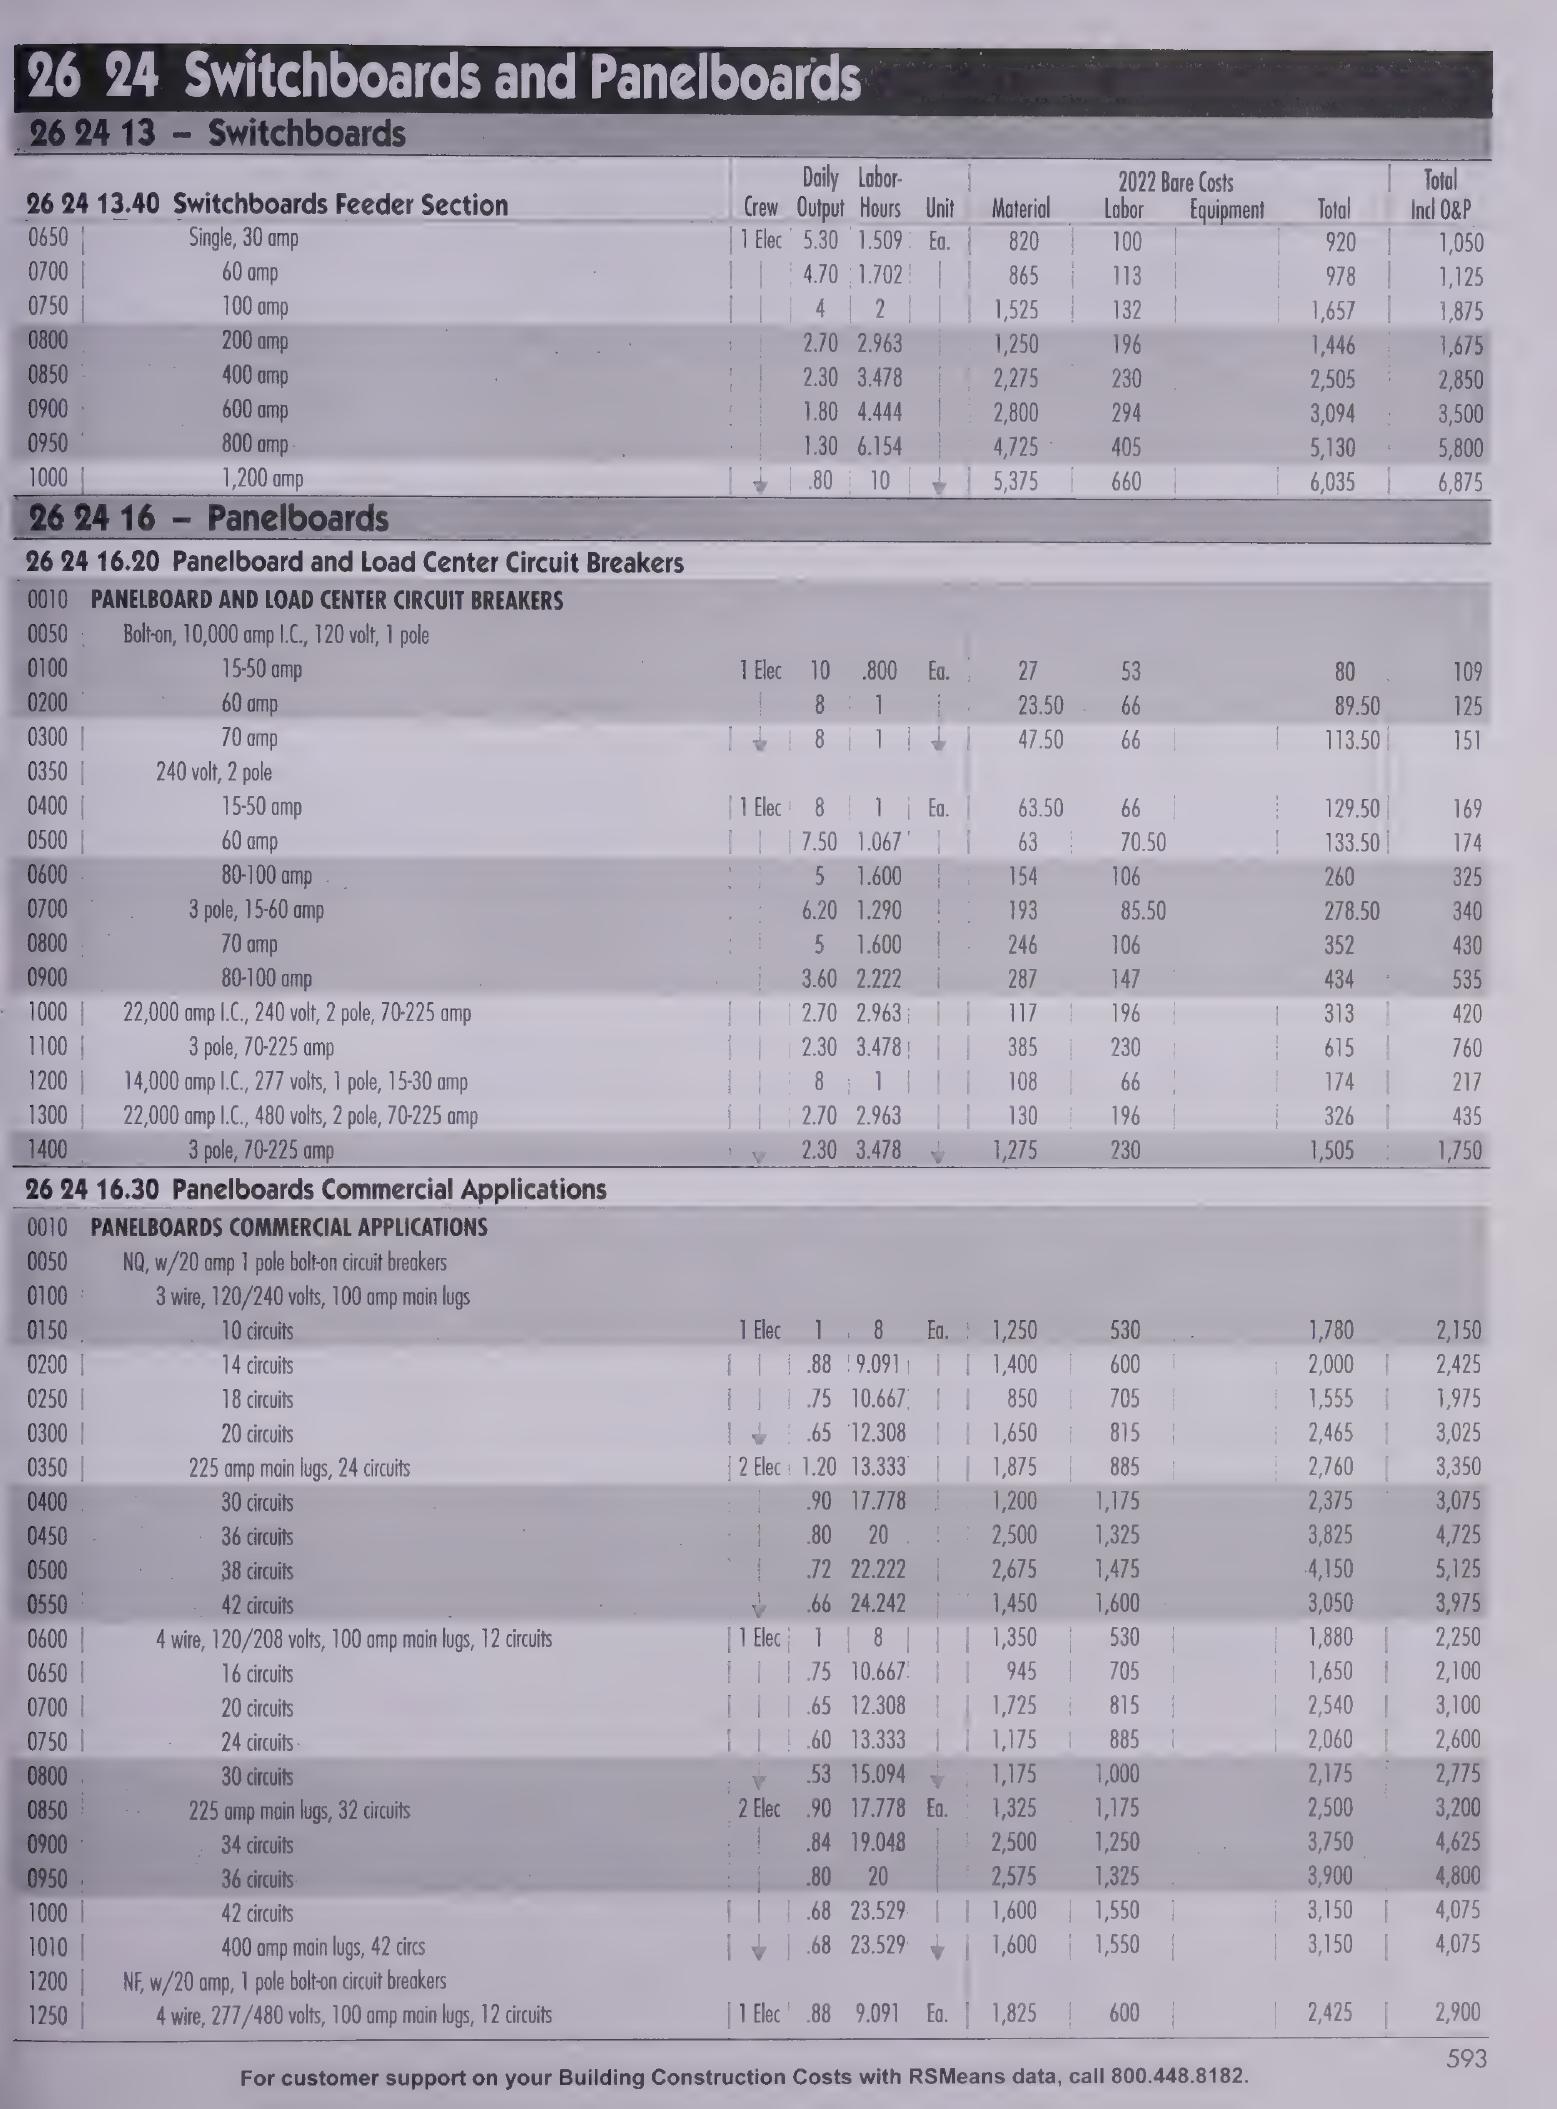 26 24 Switchboards and Panelboards
26 24 13 – Switchboards
26 24 13.40 Switchboards Feeder Section Crew Daily Output Labor-Hours Unit Material 2022 Bare Costs Labor Equipment Total Total Incl O&P
0650 Single, 30 amp 1 Elec 5.30 1.509 Ea. 820 100 920 1,050
0700 60 amp 4.70 1.702 865 113 978 1,125
0750 100 amp 4 2 1,525 132 1,657 1,875
0800 200 amp 2.70 2.963 1,250 196 1,446 1,675
0850 400 amp 2.30 3.478 2,275 230 2,505 2,850
0900 600 amp 1.80 4.444 2,800 294 3,094 3,500
0950 800 amp 1.30 6.154 4,725 405 5,130 5,800
1000 1,200 amp .80 10 5,375 660 6,035 6,875
26 24 16 – Panelboards
26 24 16.20 Panelboard and Load Center Circuit Breakers
0010 PANELBOARD AND LOAD CENTER CIRCUIT BREAKERS
0050 Bolt-on, 10,000 amp I.C., 120 volt, 1 pole
0100 15-50 amp 1 Elec 10 .800 Ea. 27 53 80 109
0200 60 amp 8 1 23.50 66 89.50 125
0300 70 amp 8 1 47.50 66 113.50 151
0350 240 volt, 2 pole
0400 15-50 amp 1 Elec 8 1 Ea. 63.50 66 129.50 169
0500 60 amp 7.50 1.067 63 70.50 133.50 174
0600 80-100 amp 5 1.600 154 106 260 325
0700 3 pole, 15-60 amp 6.20 1.290 193 85.50 278.50 340
0800 70 amp 5 1.600 246 106 352 430
0900 80-100 amp 3.60 2.222 287 147 434 535
1000 22,000 amp I.C., 240 volt, 2 pole, 70-225 amp 2.70 2.963 117 196 313 420
1100 3 pole, 70-225 amp 2.30 3.478 385 230 615 760
1200 14,000 amp I.C., 277 volts, 1 pole, 15-30 amp 8 1 108 66 174 217
1300 22,000 amp I.C., 480 volts, 2 pole, 70-225 amp 2.70 2.963 130 196 326 435
1400 3 pole, 70-225 amp 2.30 3.478 1,275 230 1,505 1,750
26 24 16.30 Panelboards Commercial Applications
0010 PANELBOARDS COMMERCIAL APPLICATIONS
0050 NQ, w/20 amp 1 pole bolt-on circuit breakers
0100 3 wire, 120/240 volts, 100 amp main lugs
0150 10 circuits 1 Elec 1 8 Ea. 1,250 530 1,780 2,150
0200 14 circuits .88 9.091 1,400 600 2,000 2,425
0250 18 circuits .75 10.667 850 705 1,555 1,975
0300 20 circuits .65 12.308 1,650 815 2,465 3,025
0350 225 amp main lugs, 24 circuits 2 Elec 1.20 13.333 1,875 885 2,760 3,350
0400 30 circuits .90 17.778 1,200 1,175 2,375 3,075
0450 36 circuits .80 20 2,500 1,325 3,825 4,725
0500 38 circuits .72 22.222 2,675 1,475 4,150 5,125
0550 42 circuits .66 24.242 1,450 1,600 3,050 3,975
0600 4 wire, 120/208 volts, 100 amp main lugs, 12 circuits 1 Elec 1 8 1,350 530 1,880 2,250
0650 16 circuits .75 10.667 945 705 1,650 2,100
0700 20 circuits .65 12.308 1,725 815 2,540 3,100
0750 24 circuits .60 13.333 1,175 885 2,060 2,600
0800 30 circuits .53 15.094 1,175 1,000 2,175 2,775
0850 225 amp main lugs, 32 circuits 2 Elec .90 17.778 Ea. 1,325 1,175 2,500 3,200
0900 34 circuits .84 19.048 2,500 1,250 3,750 4,625
0950 36 circuits .80 20 2,575 1,325 3,900 4,800
1000 42 circuits .68 23.529 1,600 1,550 3,150 4,075
1010 400 amp main lugs, 42 circs .68 23.529 1,600 1,550 3,150 4,075
1200 NF, w/20 amp, 1 pole bolt-on circuit breakers
1250 4 wire, 277/480 volts, 100 amp main lugs, 12 circuits 1 Elec .88 9.091 Ea. 1,825 600 2,425 2,900
For customer support on your Building Construction Costs with RSMeans data, call 800.448.8182.
593